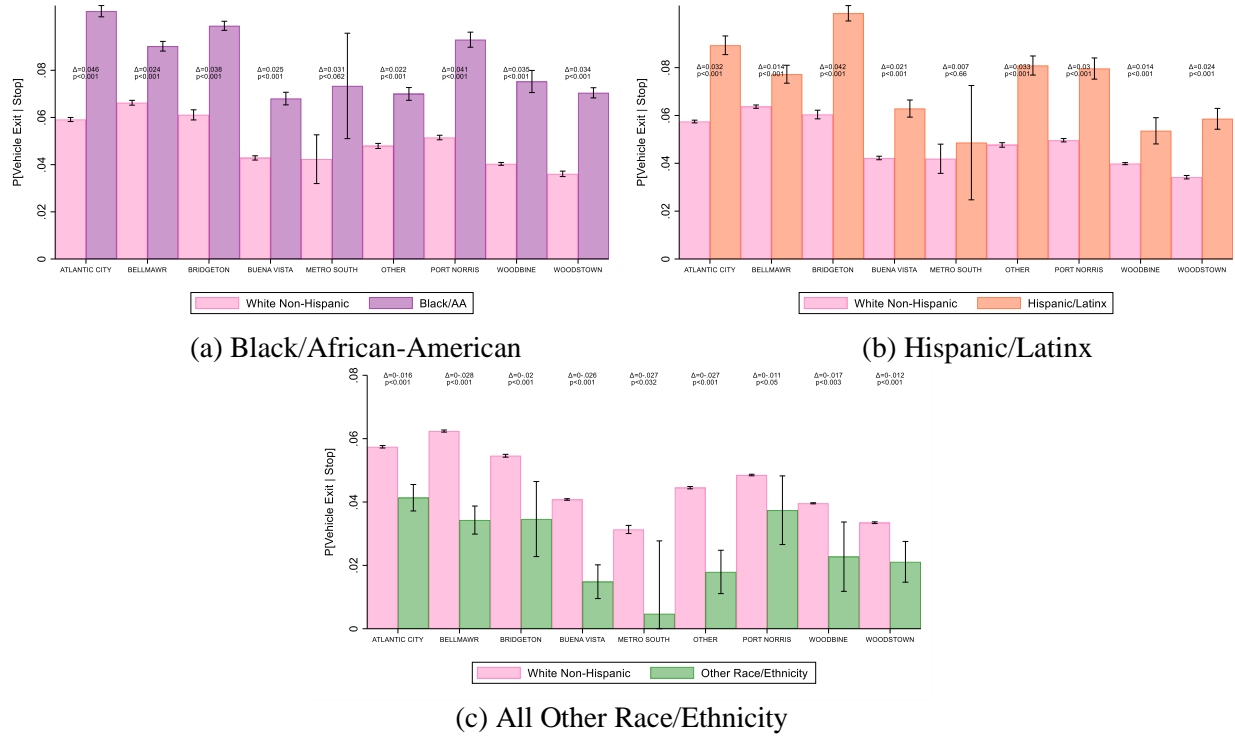 P[Vehicle Exit | Stop]
0 .02 .04 .06 .08
Δ=0.046 Δ=0.024 Δ=0.038 Δ=0.025 Δ=0.031 Δ=0.022 Δ=0.041 Δ=0.035 Δ=0.034
p<0.001 p<0.001 p<0.001 p<0.001 p<0.062 p<0.001 p<0.001 p<0.001 p<0.001
ATLANTIC CITY BELLMAWR BRIDGETON BUENA VISTA METRO SOUTH OTHER PORT NORRIS WOODBINE WOODSTOWN
White Non-Hispanic Black/AA
(a) Black/African-American
P[Vehicle Exit | Stop]
0 .02 .04 .06 .08
Δ=0.032 Δ=0.014 Δ=0.042 Δ=0.021 Δ=0.007 Δ=0.033 Δ=0.03 Δ=0.014 Δ=0.024
p<0.001 p<0.001 p<0.001 p<0.001 p<0.66 p<0.001 p<0.001 p<0.001 p<0.001
ATLANTIC CITY BELLMAWR BRIDGETON BUENA VISTA METRO SOUTH OTHER PORT NORRIS WOODBINE WOODSTOWN
White Non-Hispanic Hispanic/Latinx
(b) Hispanic/Latinx
P[Vehicle Exit | Stop]
0 .02 .04 .06 .08
Δ=0-.016 Δ=0-.028 Δ=0-.02 Δ=0-.026 Δ=0-.027 Δ=0-.027 Δ=0-.011 Δ=0-.017 Δ=0-.012
p<0.001 p<0.001 p<0.001 p<0.001 p<0.032 p<0.001 p<0.05 p<0.003 p<0.001
ATLANTIC CITY BELLMAWR BRIDGETON BUENA VISTA METRO SOUTH OTHER PORT NORRIS WOODBINE WOODSTOWN
White Non-Hispanic Other Race/Ethnicity
(c) All Other Race/Ethnicity